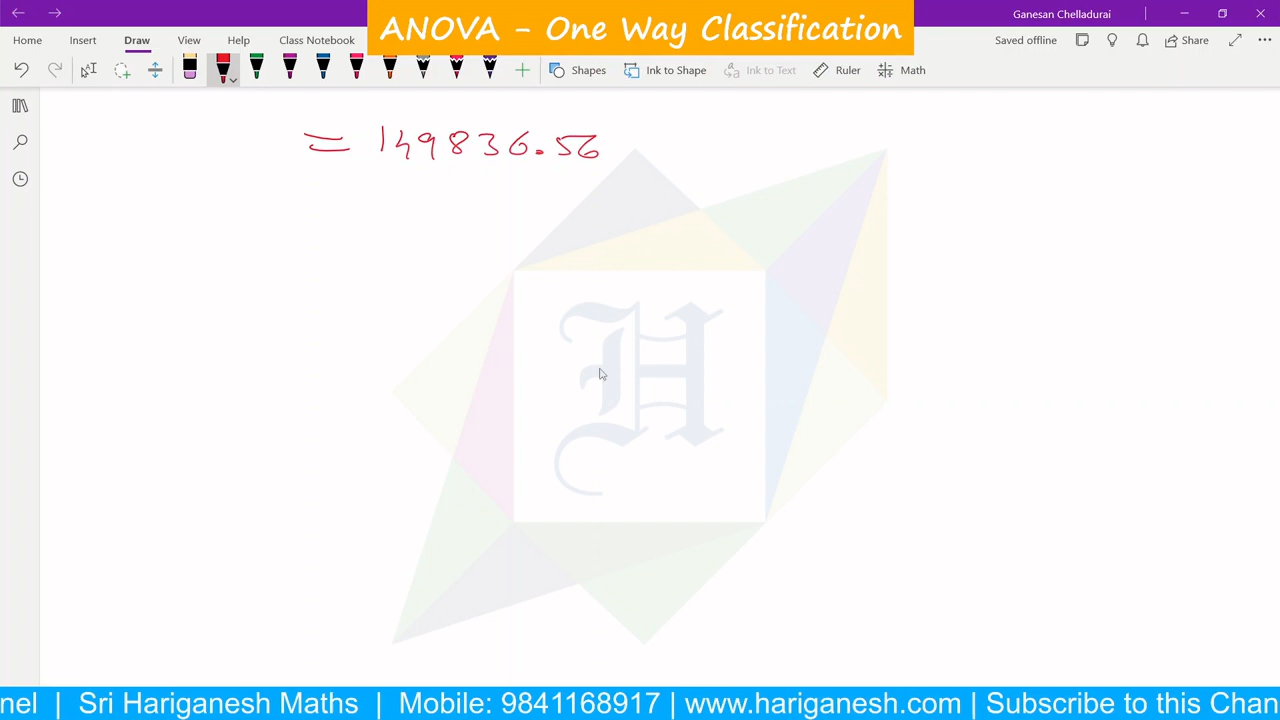 Ganesan Chelladurai
ANOVA - One Way Classification
Home Insert Draw View Help Class Notebook Saved offline Share
Shapes Ink to Shape Ink to Text Ruler Math
= 149836.56
H
nel | Sri Hariganesh Maths | Mobile: 9841168917 | www.hariganesh.com | Subscribe to this Chan